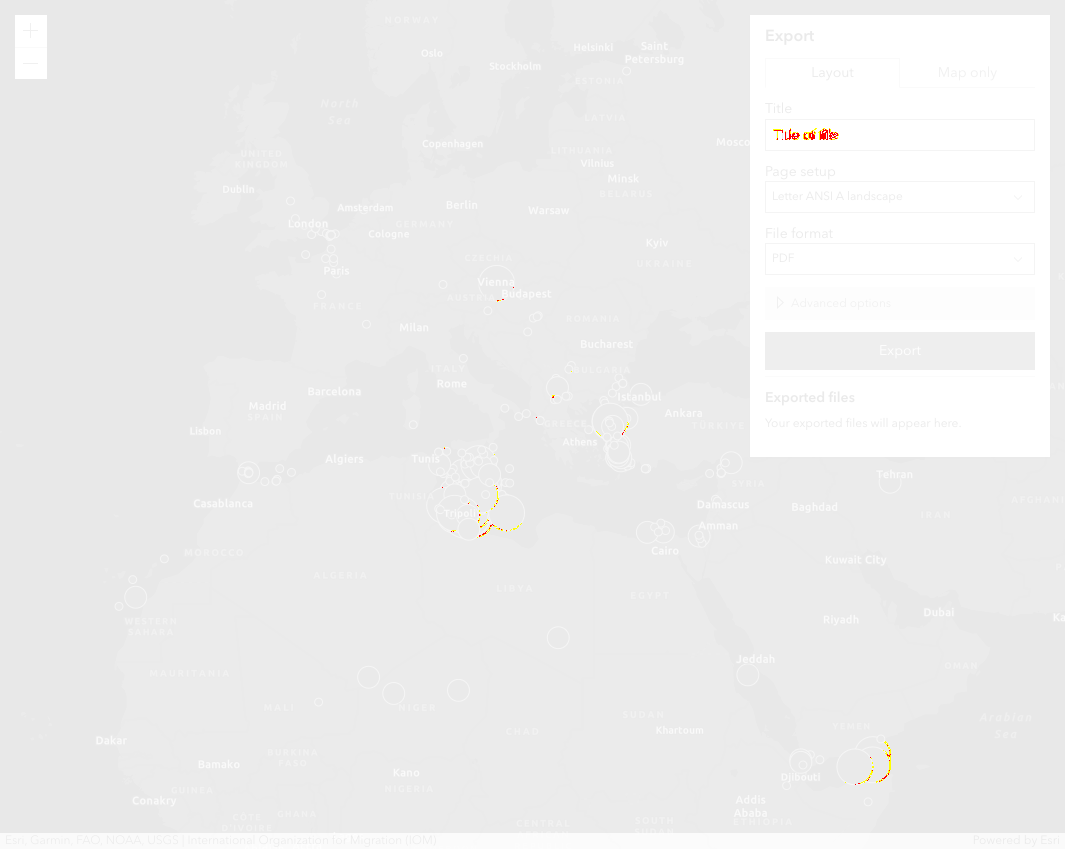 NORWAY
Oslo
Helsinki
Saint
Petersburg
Stockholm
ESTONIA
North
Sea
LATVIA
Copenhagen
LITHUANIA
Mosco
UNITED
KINGDOM
Vilnius
Minsk
BELARUS
Dublin
Amsterdam
Berlin
Warsaw
London
GERMANY
Cologne
Kyiv
UKRAINE
Paris
CZECHIA
Vienna
AUSTRIA
Budapest
FRANCE
Milan
ROMANIA
Bucharest
ITALY
BULGARIA
Rome
Barcelona
Istanbul
Madrid
SPAIN
Ankara
GREECE
TÜRKIYE
Lisbon
Athens
Algiers
Tunis
SYRIA
Tehran
Casablanca
TUNISIA
Damascus
Baghdad
IRAN
AFGHANI
Tripoli
Amman
Cairo
MOROCCO
Kuwait City
ALGERIA
LIBYA
EGYPT
WESTERN
SAHARA
Riyadh
Dubai
Ka
Jeddah
OMAN
MAURITANIA
MALI
NIGER
SUDAN
Arabian
Sea
CHAD
Khartoum
YEMEN
Dakar
Bamako
BURKINA
FASO
Kano
NIGERIA
Djibouti
GUINEA
Conakry
CÔTE
D'IVOIRE
GHANA
CENTRAL
SOUTH
SUDAN
Addis
Ababa
ETHIOPIA
Export
Layout
Map only
Title
Title of file
Page setup
Letter ANSI A landscape
File format
PDF
Advanced options
Export
Exported files
Your exported files will appear here.
Esri, Garmin, FAO, NOAA, USGS | International Organization for Migration (IOM)
Powered by Esri